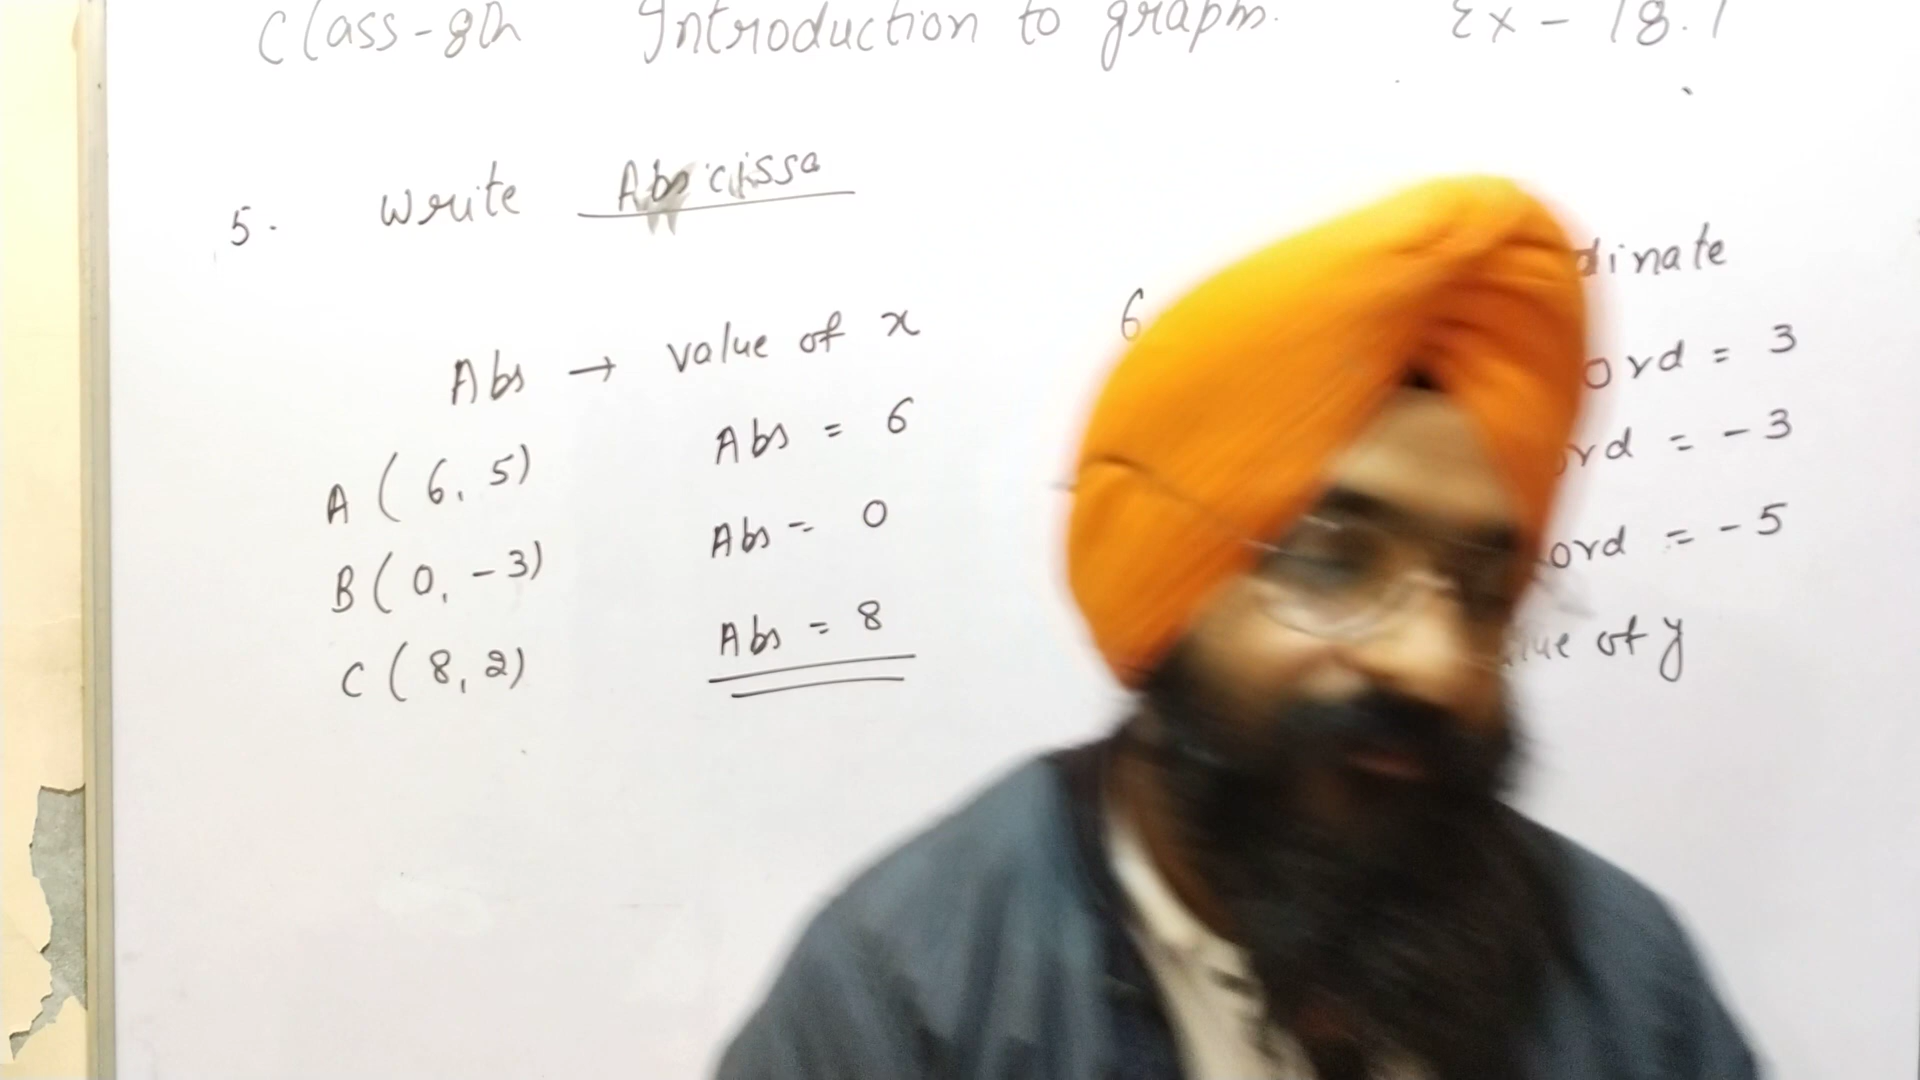 Class-8th Introduction to graph. Ex - 18.1
5. Write Abscissa
Abs → value of x
A ( 6, 5) Abs = 6
B ( 0, -3) Abs = 0
C ( 8, 2) Abs = 8
6
dinate
ord = 3
ord = -3
ord = -5
of y